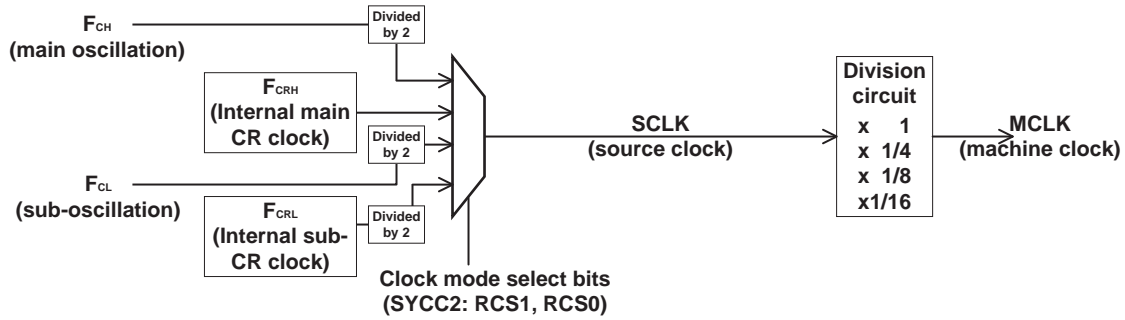 FCH
(main oscillation)
Divided
by 2
FCRH
(Internal main
CR clock)
Divided
by 2
FCL
(sub-oscillation)
FCRL
(Internal sub-
CR clock)
Divided
by 2
Clock mode select bits
(SYCC2: RCS1, RCS0)
SCLK
(source clock)
Division
circuit
x 1
x 1/4
x 1/8
x1/16
MCLK
(machine clock)